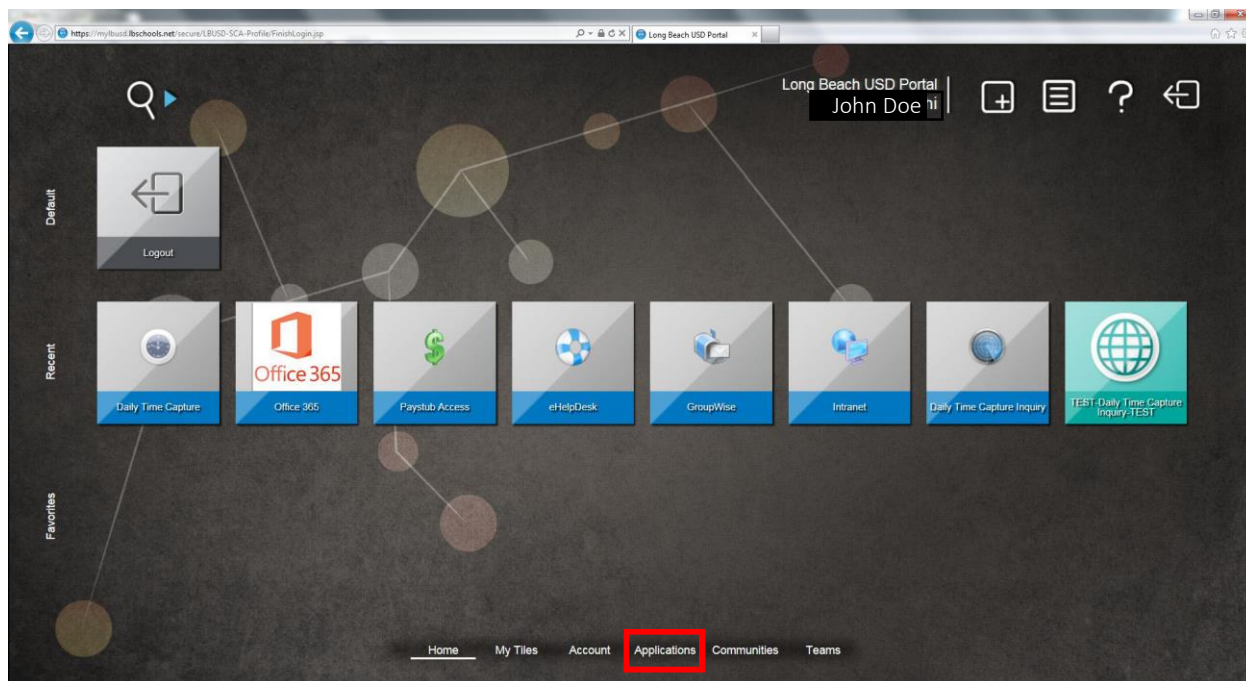 https://mylbusd.lbschools.net/secure/LBUSD-SCA-Profile/FinishLogin.jsp
Long Beach USD Portal
Long Beach USD Portal
John Doe hi
Default
Logout
Recent
Daily Time Capture
Office 365
Office 365
Paystub Access
eHelpDesk
GroupWise
Intranet
Daily Time Capture Inquiry
TEST-Daily Time Capture
Inquiry-TEST
Favorites
Home My Tiles Account Applications Communities Teams